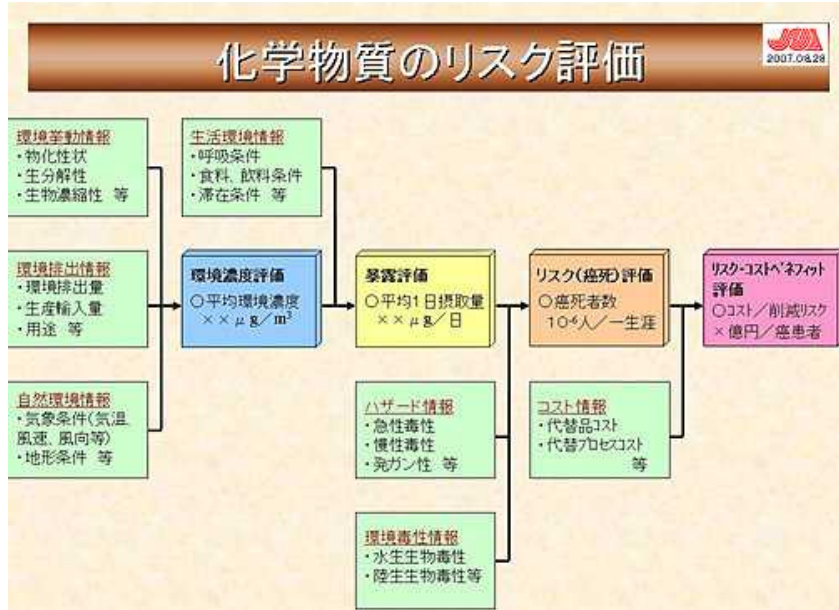 化学物質のリスク評価
2007.08.28
環境挙動情報
・物化性状
・生分解性
・生物濃縮性 等
生活環境情報
・呼吸条件
・食料、飲料条件
・滞在条件 等
環境排出情報
・環境排出量
・生産輸入量
・用途 等
環境濃度評価
○平均環境濃度
××μg/m³
暴露評価
○平均1日摂取量
××μg/日
リスク(癌死)評価
○癌死者数
10⁻⁶人/一生涯
リスク・コストベネフィット
評価
○コスト/削減リスク
×億円/癌患者
自然環境情報
・気象条件(気温、
風速、風向等)
・地形条件 等
ハザード情報
・急性毒性
・慢性毒性
・発ガン性 等
コスト情報
・代替品コスト
・代替プロセスコスト
等
環境毒性情報
・水生生物毒性
・陸生生物毒性等